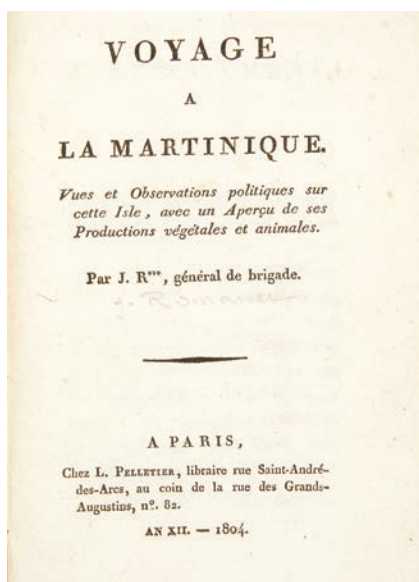 VOYAGE
A
LA MARTINIQUE.
Vues et Observations politiques sur
cette Isle, avec un Aperçu de ses
Productions végétales et animales.
Par J. R***, général de brigade.
A PARIS,
Chez L. PELLETIER, libraire rue Saint-André-
des-Arcs, au coin de la rue des Grands-
Augustins, nº. 82.
AN XII. — 1804.